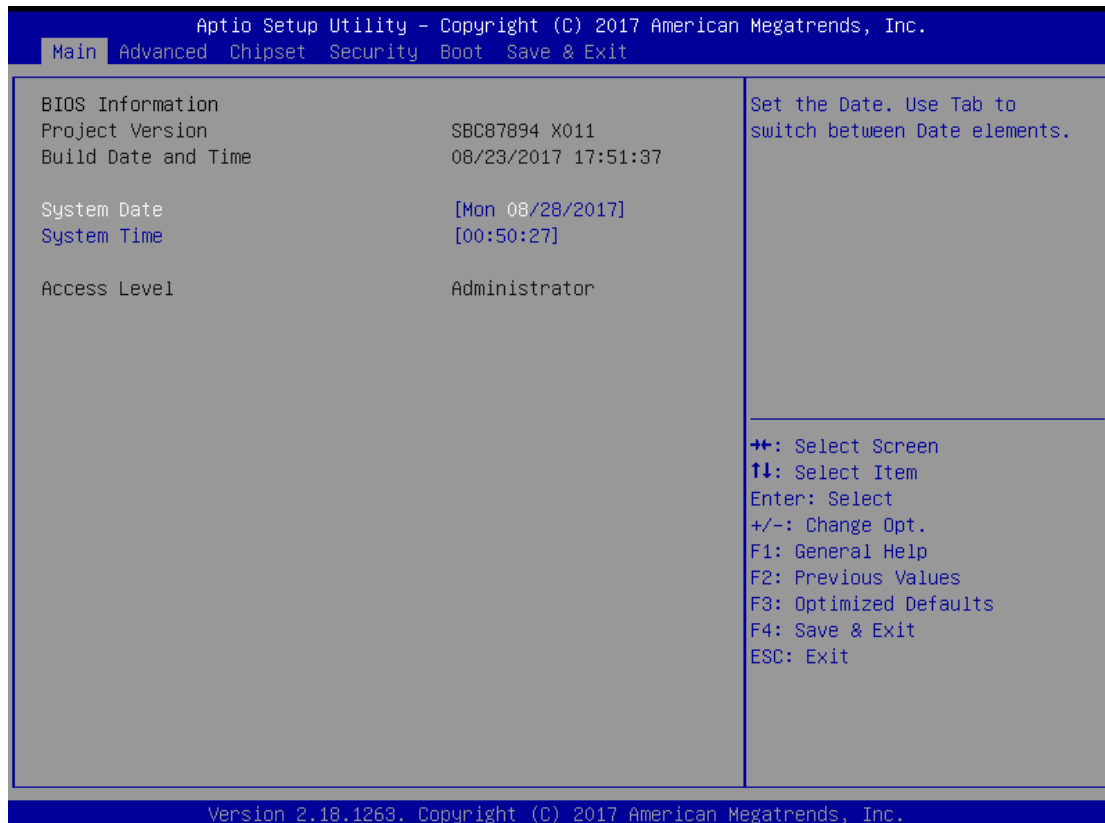 Aptio Setup Utility – Copyright (C) 2017 American Megatrends, Inc.
Main Advanced Chipset Security Boot Save & Exit
BIOS Information
Project Version SBC87894 X011
Build Date and Time 08/23/2017 17:51:37
System Date [Mon 08/28/2017]
System Time [00:50:27]
Access Level Administrator
Set the Date. Use Tab to
switch between Date elements.
→←: Select Screen
↑↓: Select Item
Enter: Select
+/-: Change Opt.
F1: General Help
F2: Previous Values
F3: Optimized Defaults
F4: Save & Exit
ESC: Exit
Version 2.18.1263. Copyright (C) 2017 American Megatrends, Inc.